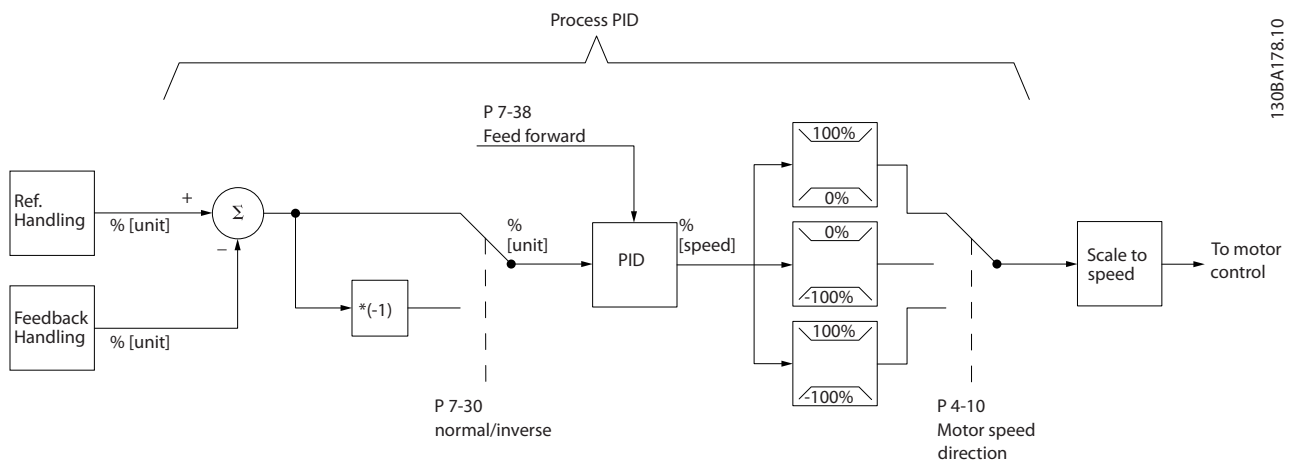 Process PID
130BA178.10
P 7-38
Feed forward
100%
0%
Ref.
Handling
+
% [unit]
Σ
_
%
[unit]
PID
%
[speed]
0%
-100%
Scale to
speed
To motor
control
Feedback
Handling
% [unit]
*(-1)
100%
-100%
P 7-30
normal/inverse
P 4-10
Motor speed
direction